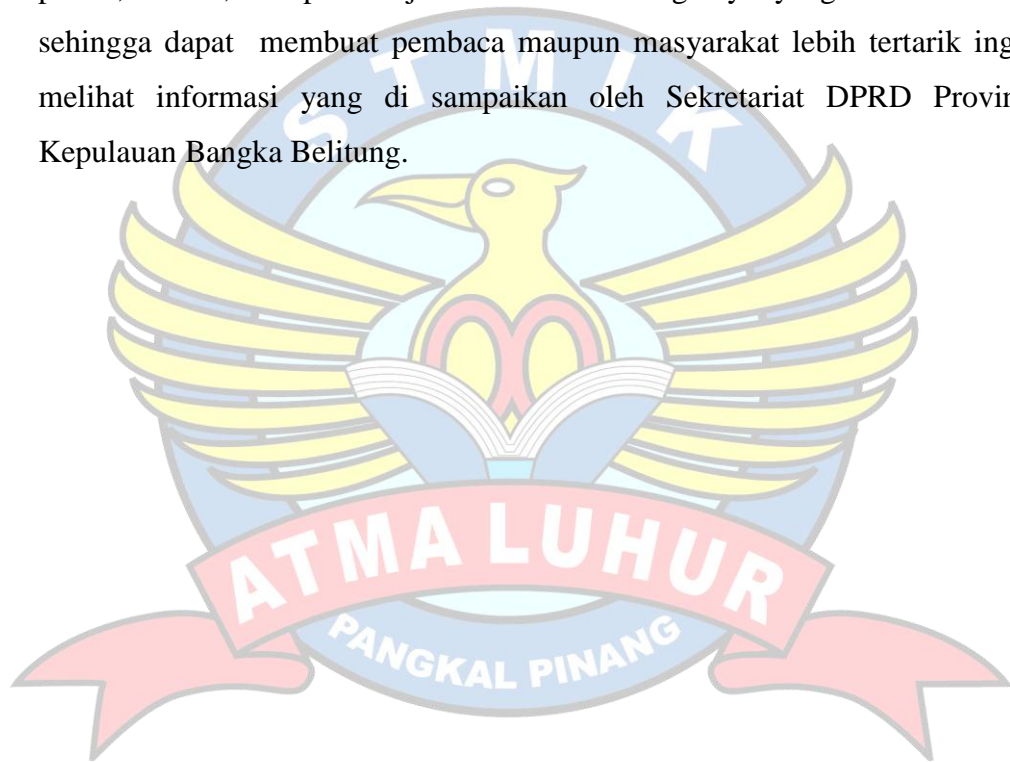 sehingga dapat membuat pembaca maupun masyarakat lebih tertarik ing
melihat informasi yang di sampaikan oleh Sekretariat DPRD Provin
Kepulauan Bangka Belitung.
STMIK
ATMA LUHUR
PANGKAL PINANG